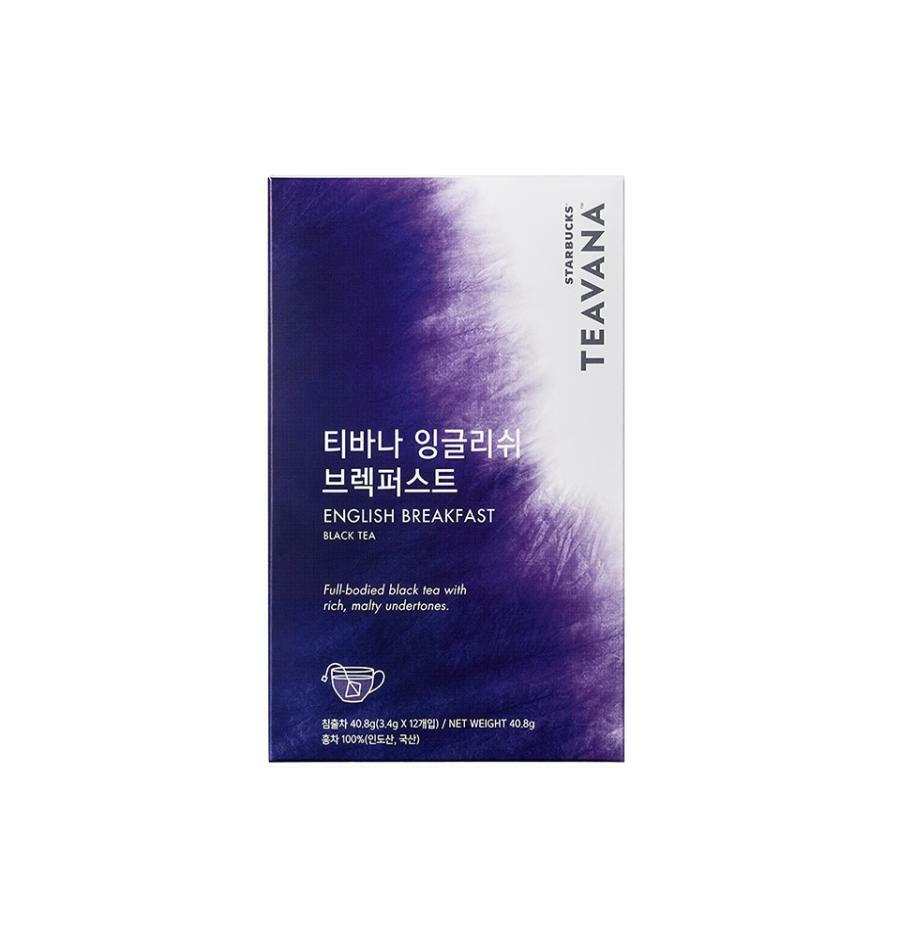 STARBUCKS
TEAVANA™
티바나 잉글리쉬
브렉퍼스트
ENGLISH BREAKFAST
BLACK TEA
Full-bodied black tea with
rich, malty undertones.
침출차 40.8g(3.4g X 12개입) / NET WEIGHT 40.8g
홍차 100%(인도산, 국산)